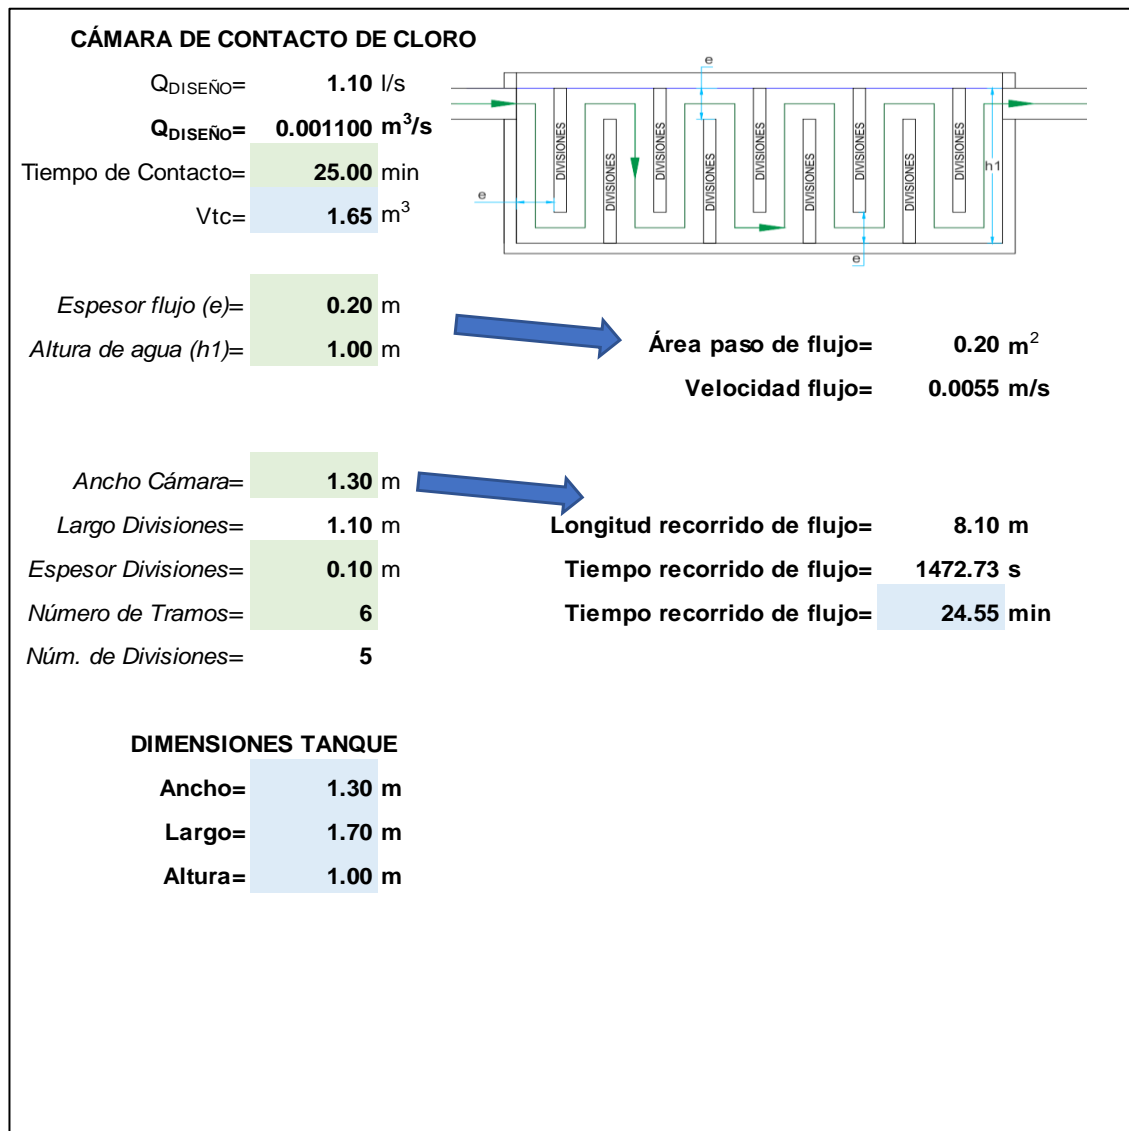 CÁMARA DE CONTACTO DE CLORO
QDISEÑO= 1.10 l/s
QDISEÑO= 0.001100 m³/s
Tiempo de Contacto= 25.00 min
Vtc= 1.65 m³
e
DIVISIONES DIVISIONES DIVISIONES DIVISIONES DIVISIONES DIVISIONES DIVISIONES DIVISIONES DIVISIONES
h1
e
e
Espesor flujo (e)= 0.20 m
Altura de agua (h1)= 1.00 m
Área paso de flujo= 0.20 m²
Velocidad flujo= 0.0055 m/s
Ancho Cámara= 1.30 m
Largo Divisiones= 1.10 m
Longitud recorrido de flujo= 8.10 m
Espesor Divisiones= 0.10 m
Tiempo recorrido de flujo= 1472.73 s
Número de Tramos= 6
Tiempo recorrido de flujo= 24.55 min
Núm. de Divisiones= 5
DIMENSIONES TANQUE
Ancho= 1.30 m
Largo= 1.70 m
Altura= 1.00 m